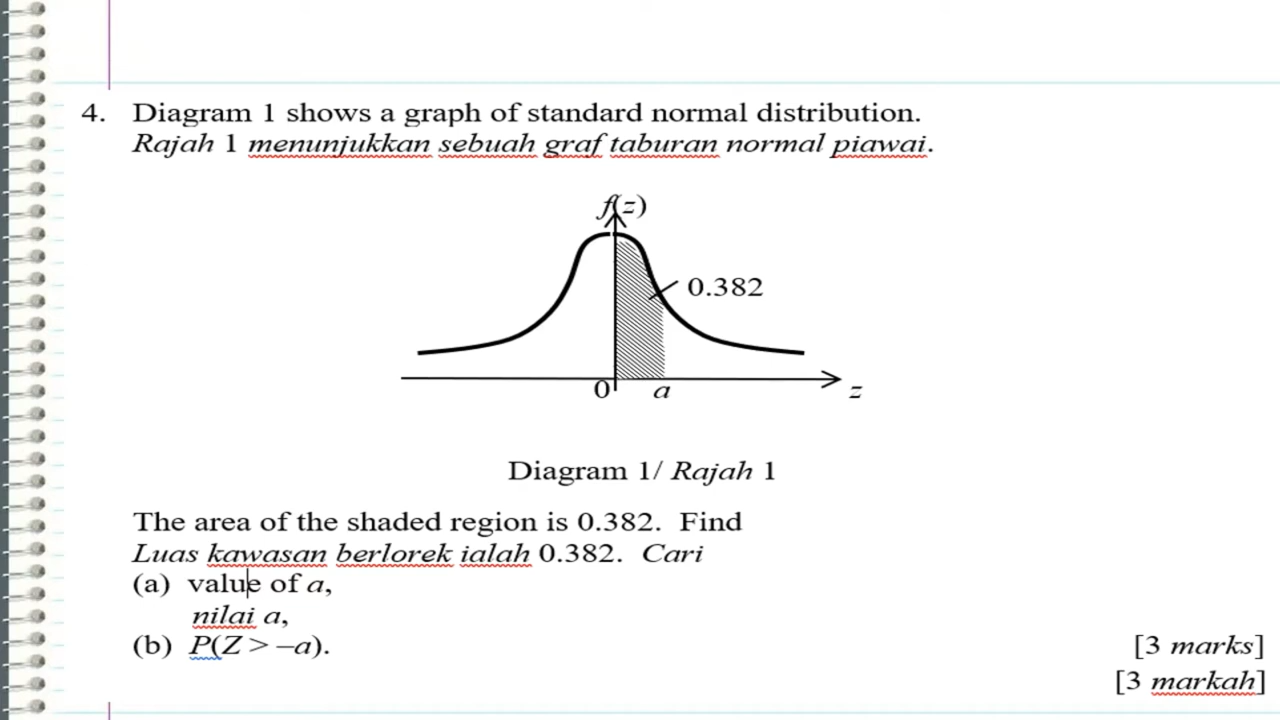 4. Diagram 1 shows a graph of standard normal distribution.
Rajah 1 menunjukkan sebuah graf taburan normal piawai.
f(z)
0.382
0 a z
Diagram 1/ Rajah 1
The area of the shaded region is 0.382. Find
Luas kawasan berlorek ialah 0.382. Cari
(a) value of a,
nilai a,
(b) P(Z > –a). [3 marks]
[3 markah]